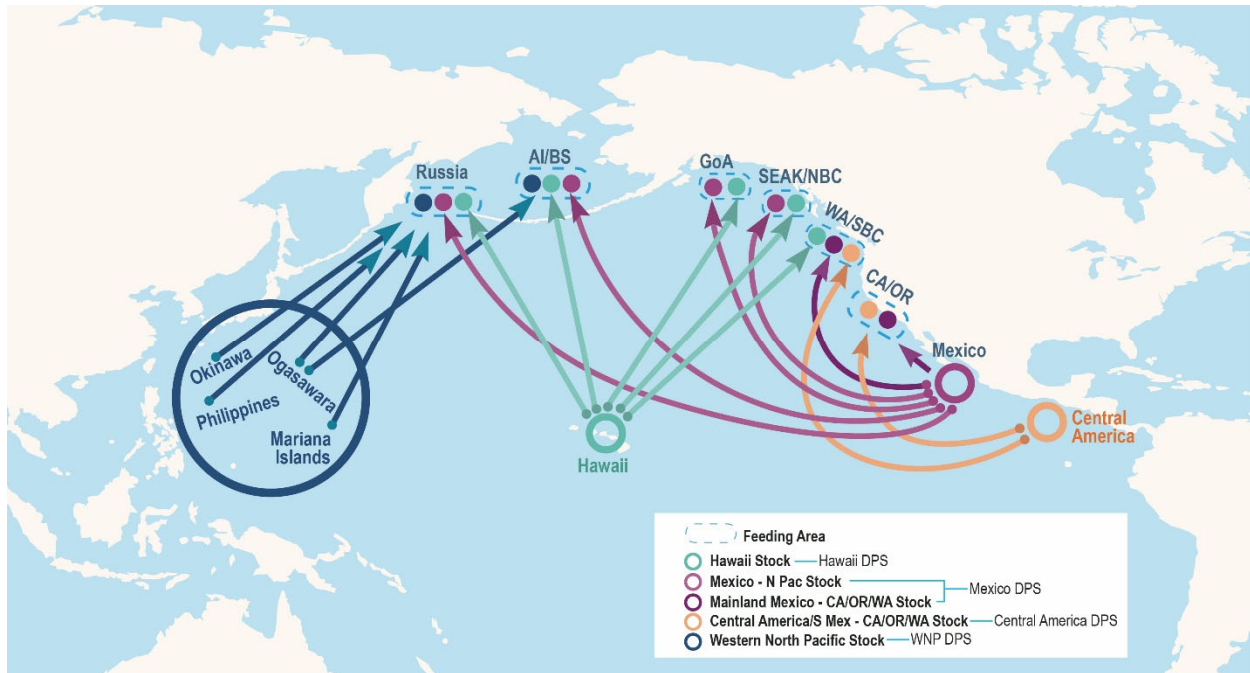 AI/BS
Russia
GoA
SEAK/NBC
WA/SBC
CA/OR
Mexico
Okinawa
Ogasawara
Philippines
Mariana
Islands
Hawaii
Central
America
Feeding Area
Hawaii Stock Hawaii DPS
Mexico - N Pac Stock
Mexico DPS
Mainland Mexico - CA/OR/WA Stock
Central America/S Mex - CA/OR/WA Stock Central America DPS
Western North Pacific Stock WNP DPS